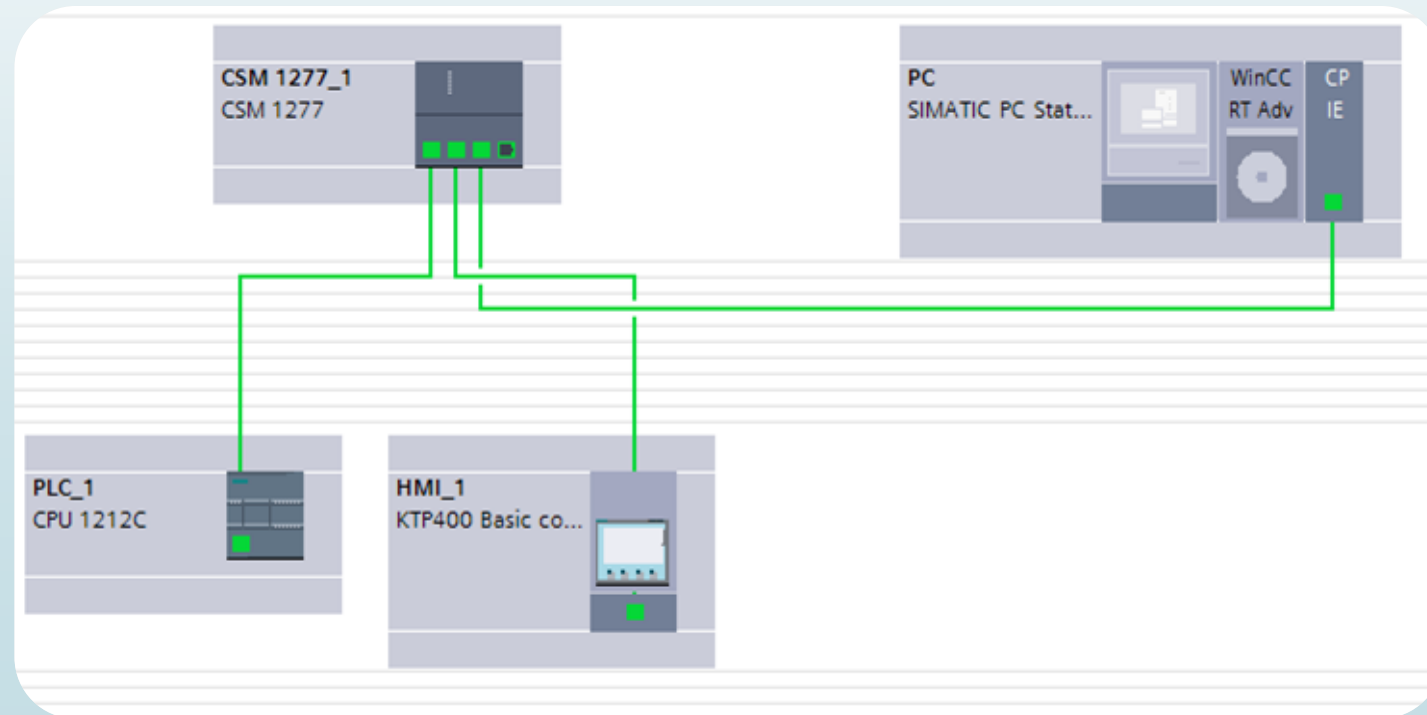 CSM 1277_1
CSM 1277
PC
SIMATIC PC Stat...
WinCC
RT Adv
CP
IE
PLC_1
CPU 1212C
HMI_1
KTP400 Basic co...